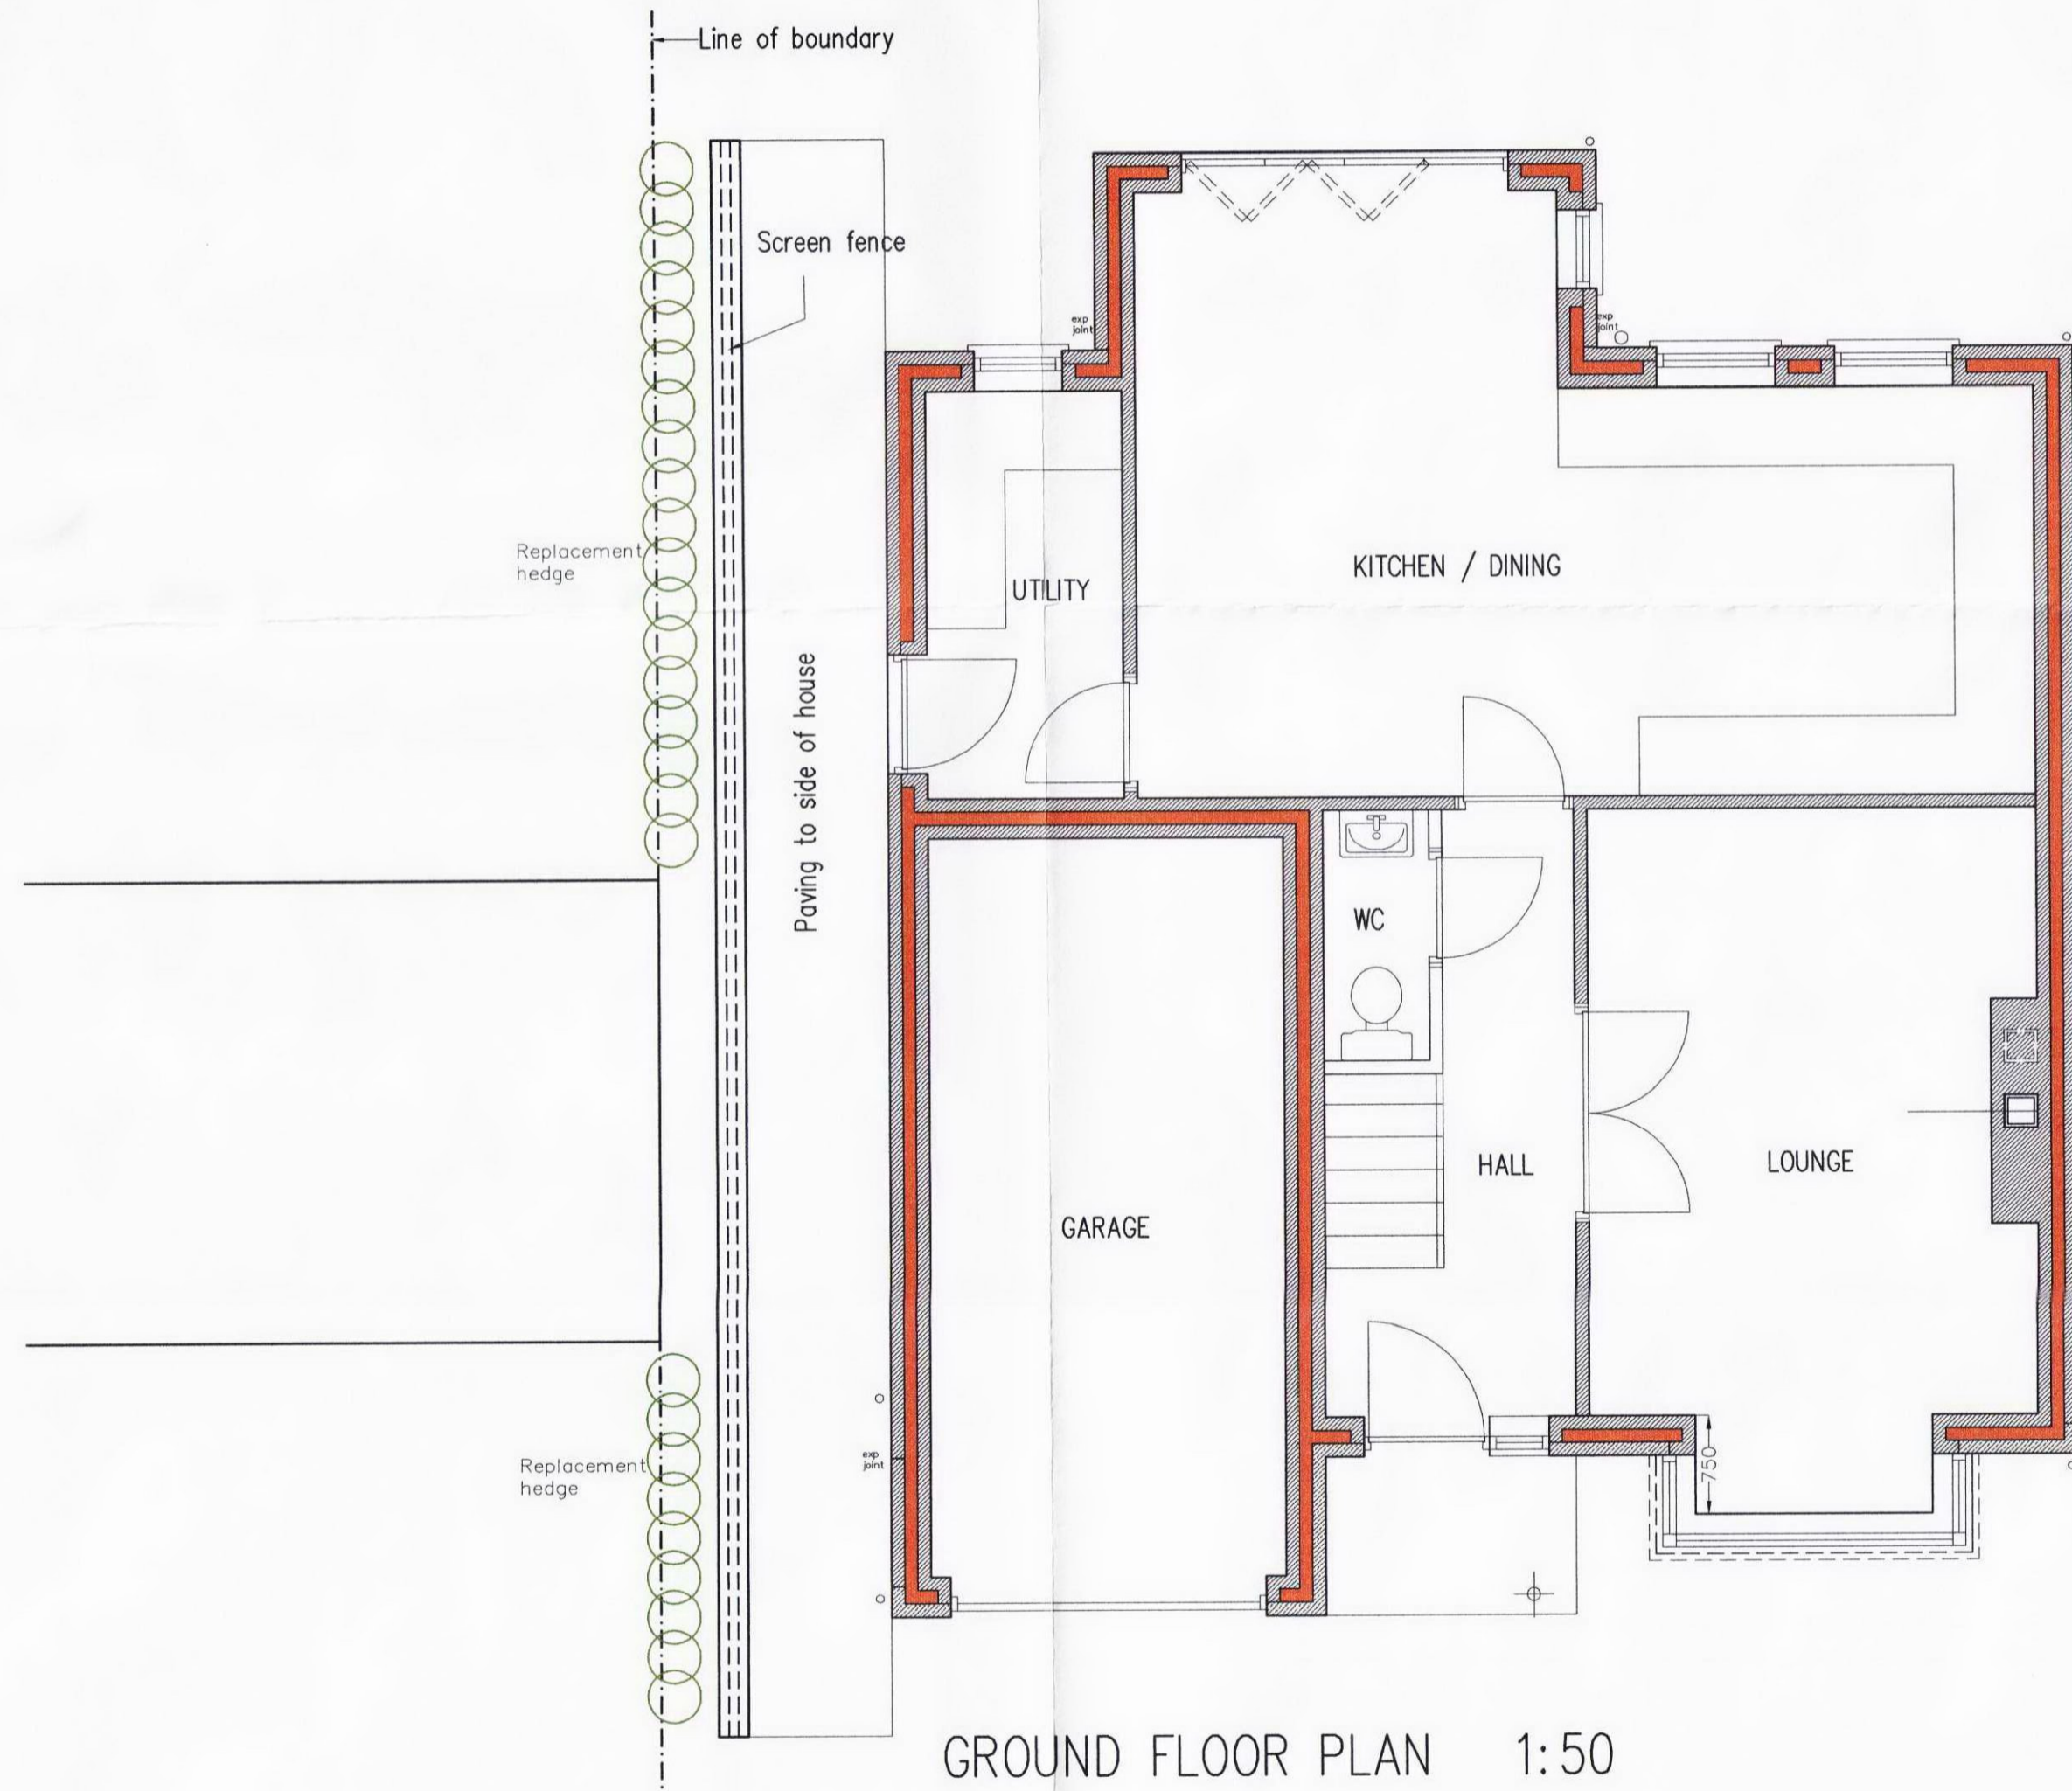 Line of boundary
Screen fence
exp
joint
exp
joint
Replacement
hedge
UTILITY
KITCHEN / DINING
Paving to side of house
WC
HALL
LOUNGE
GARAGE
exp
joint
Replacement
hedge
750
GROUND FLOOR PLAN 1:50